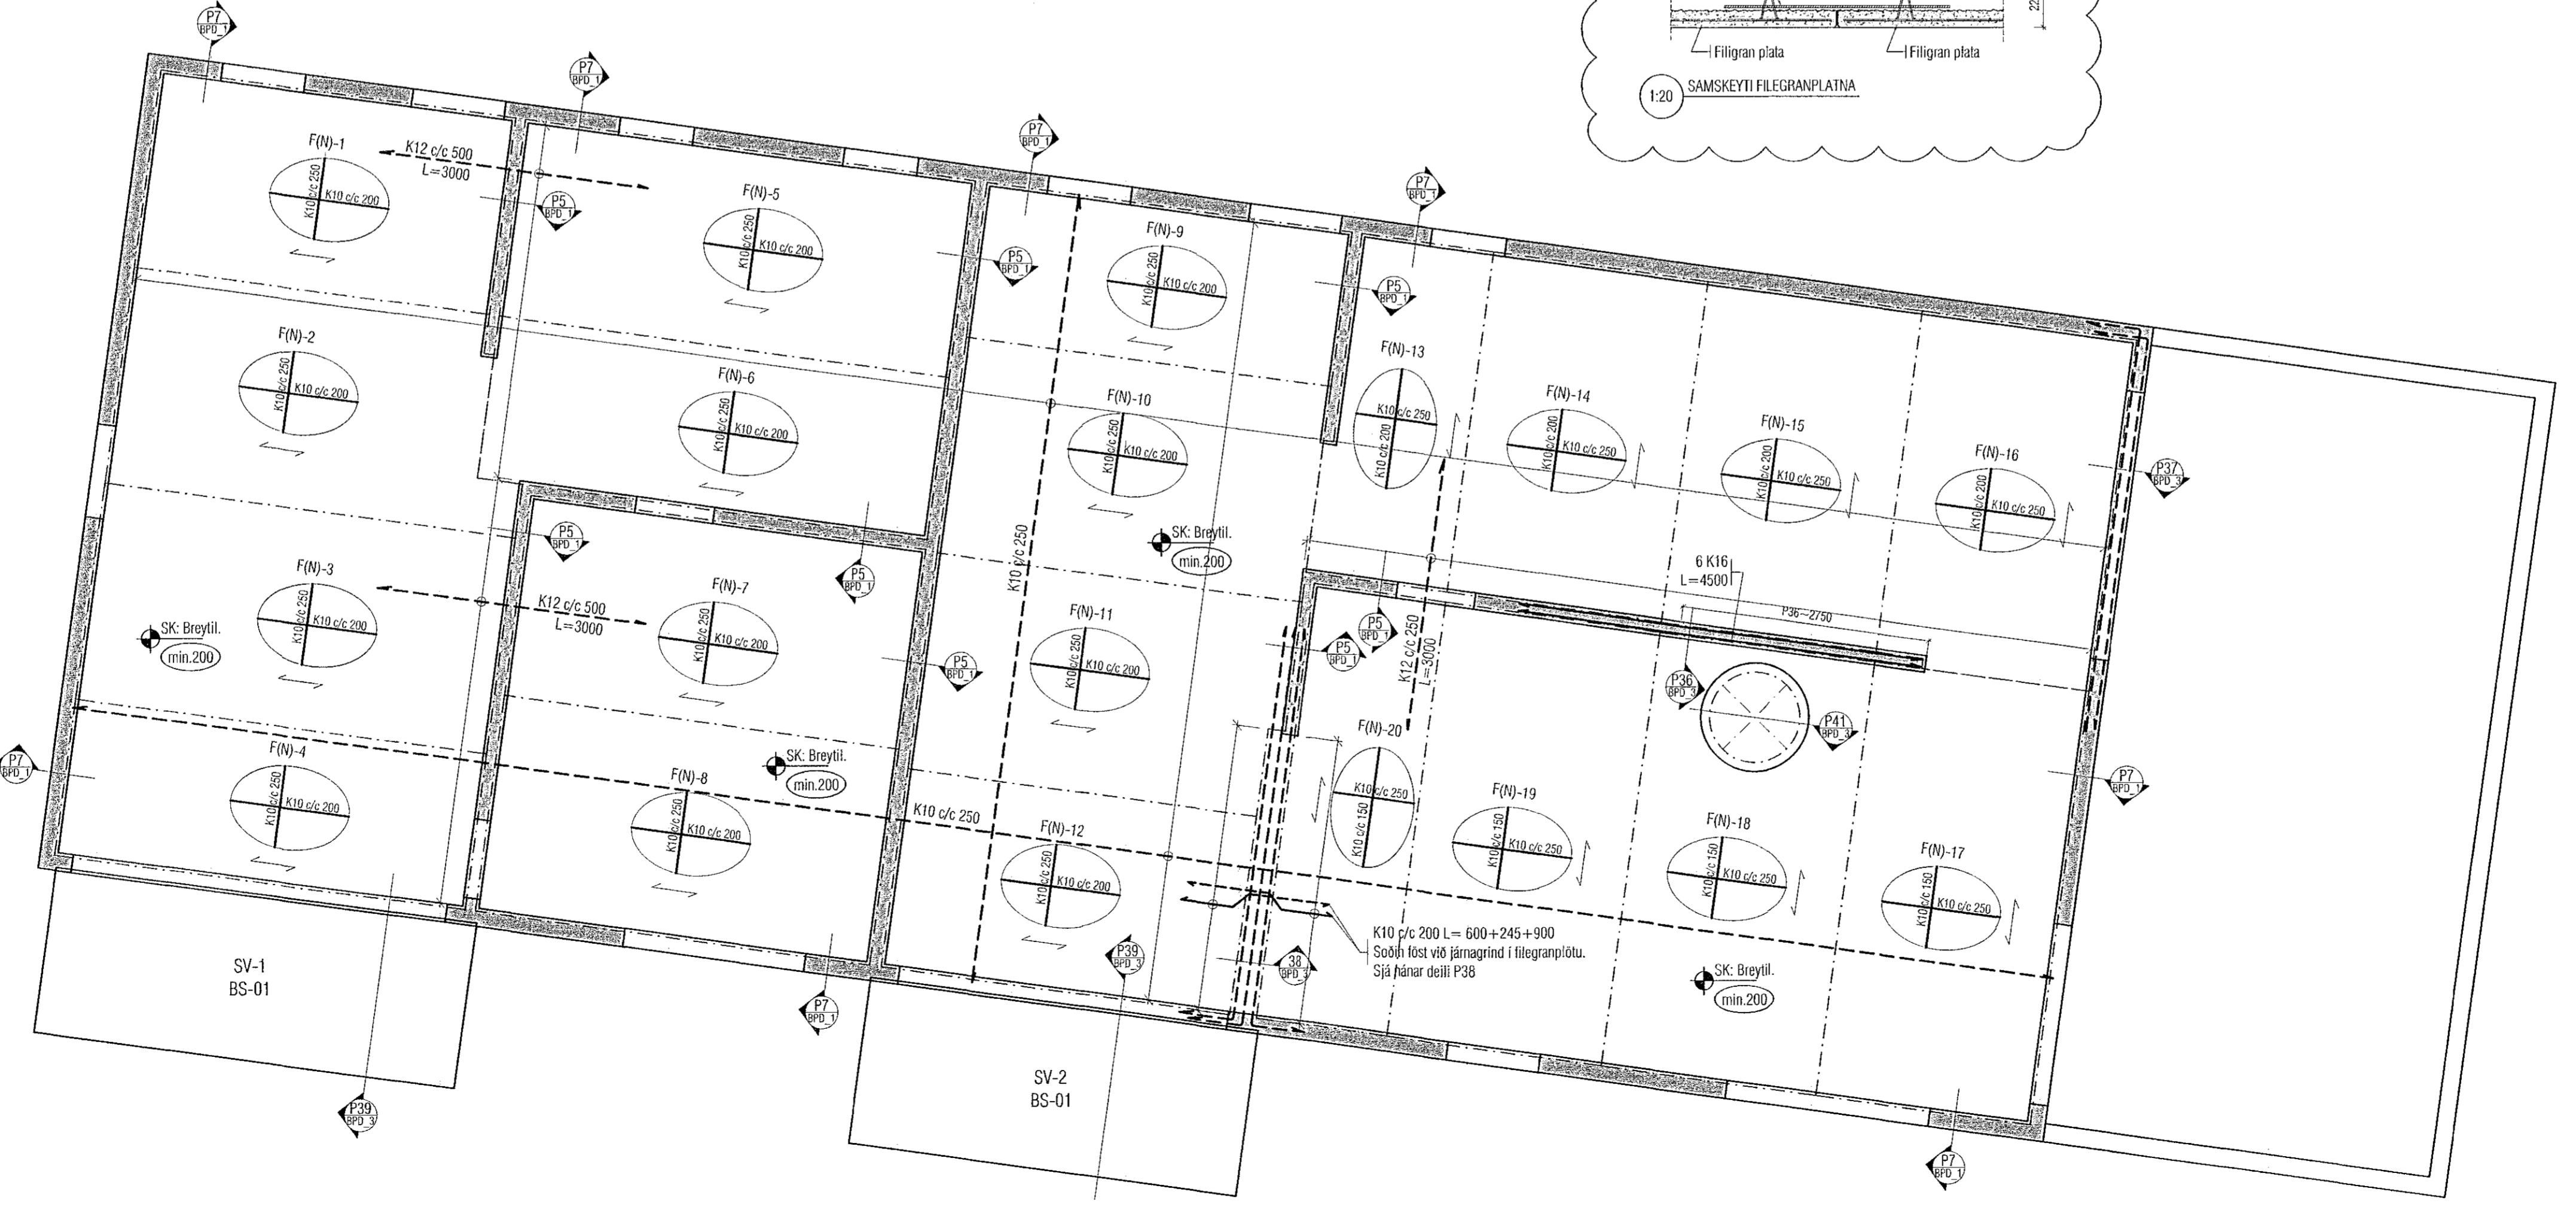 22
Filigran plata
Filigran plata
1:20
SAMSKEYTI FILEGRANPLATNA
P7
BPD_1
P7
BPD_1
P7
BPD_1
P7
BPD_1
F(N)-1
K10 c/c 250
K10 c/c 200
K12 c/c 500
L=3000
P5
BPD_1
F(N)-5
K10 c/c 250
K10 c/c 200
P5
BPD_1
F(N)-9
K10 c/c 250
K10 c/c 200
P5
BPD_1
F(N)-2
K10 c/c 250
K10 c/c 200
F(N)-6
K10 c/c 250
K10 c/c 200
F(N)-10
K10 c/c 250
K10 c/c 200
F(N)-13
K10 c/c 250
K10 c/c 200
F(N)-14
K10 c/c 200
K10 c/c 250
F(N)-15
K10 c/c 200
K10 c/c 250
F(N)-16
K10 c/c 200
K10 c/c 250
P37
BPD_3
P5
BPD_1
P5
BPD_1
K10 c/c 250
SK: Breytil.
min.200
6 K16
L=4500
P36~2750
F(N)-3
K10 c/c 250
K10 c/c 200
K12 c/c 500
L=3000
F(N)-7
K10 c/c 250
K10 c/c 200
P5
BPD_1
F(N)-11
K10 c/c 250
K10 c/c 200
P5
BPD_1
P5
BPD_1
K12 c/c 250
L=3000
P36
BPD_3
P41
BPD_3
SK: Breytil.
min.200
F(N)-4
K10 c/c 250
K10 c/c 200
P7
BPD_1
SK: Breytil.
min.200
F(N)-8
K10 c/c 250
K10 c/c 200
K10 c/c 250
F(N)-12
K10 c/c 250
K10 c/c 200
F(N)-20
K10 c/c 250
K10 c/c 150
F(N)-19
K10 c/c 150
K10 c/c 250
F(N)-18
K10 c/c 150
K10 c/c 250
F(N)-17
K10 c/c 150
K10 c/c 250
P7
BPD_1
K10 c/c 200 L= 600+245+900
Soðin föst við járnagrind í filegranplötu.
Sjá hánar deili P38
P39
BPD_3
38
BPD_3
SK: Breytil.
min.200
SV-1
BS-01
P7
BPD_1
SV-2
BS-01
P39
BPD_3
P7
BPD_1